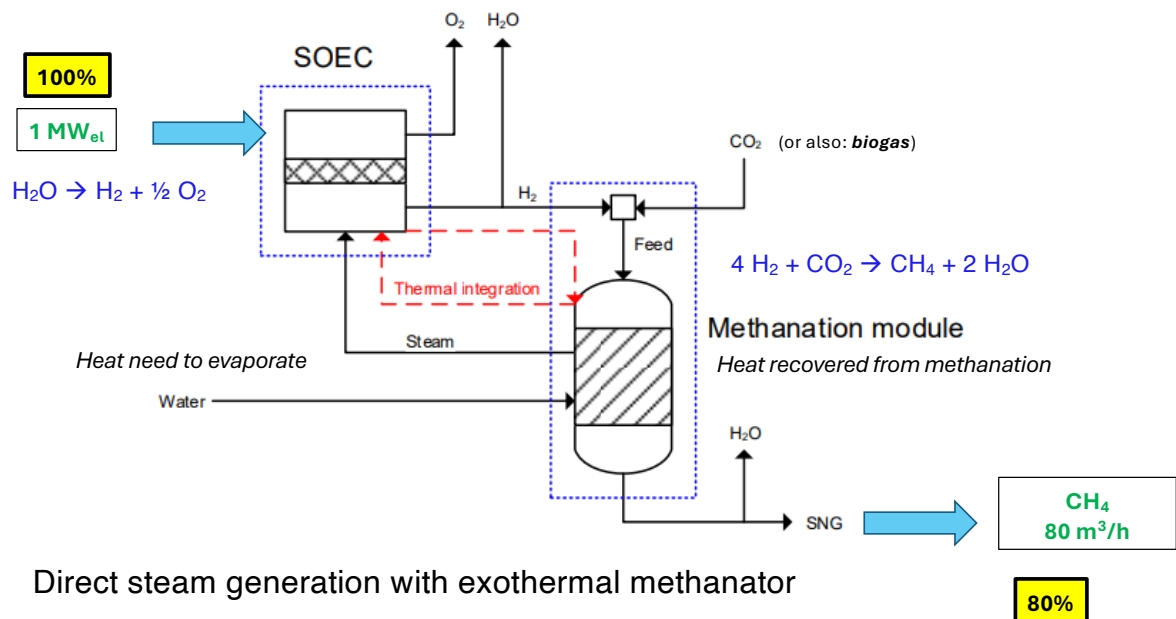 O₂
H₂O
SOEC
100%
1 MWₑₗ
CO₂ (or also: biogas)
H₂O → H₂ + ½ O₂
H₂
Feed
4 H₂ + CO₂ → CH₄ + 2 H₂O
Thermal integration
Methanation module
Steam
Heat need to evaporate
Heat recovered from methanation
Water
H₂O
CH₄
80 m³/h
SNG
Direct steam generation with exothermal methanator
80%